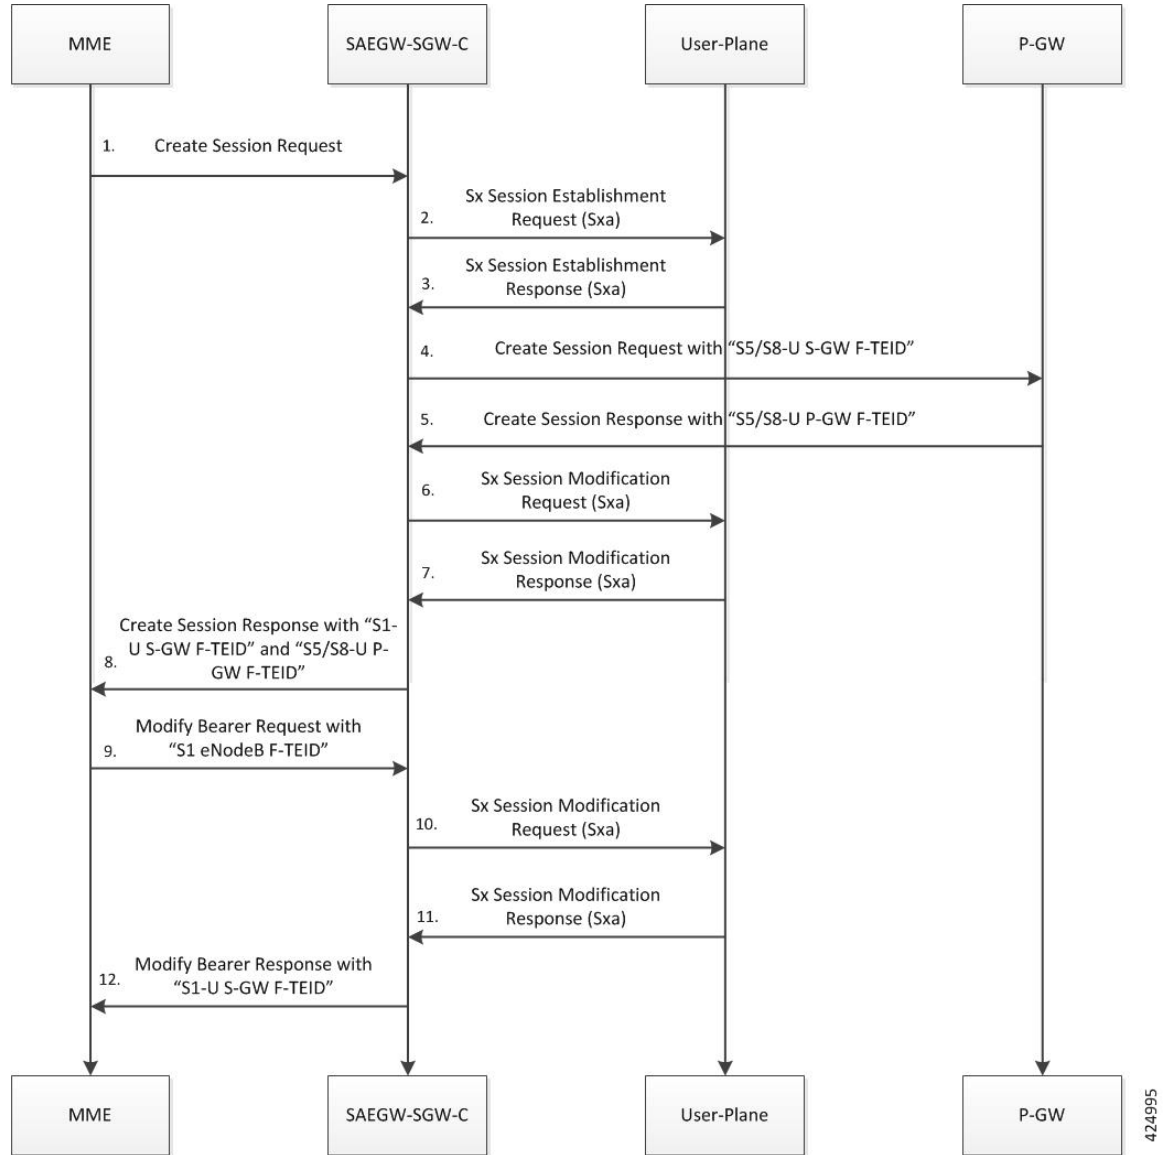 MME
SAEGW-SGW-C
User-Plane
P-GW
1.
Create Session Request
Sx Session Establishment
Request (Sxa)
2.
Sx Session Establishment
Response (Sxa)
3.
4.
Create Session Request with “S5/S8-U S-GW F-TEID”
5.
Create Session Response with “S5/S8-U P-GW F-TEID”
Sx Session Modification
Request (Sxa)
6.
Sx Session Modification
Response (Sxa)
7.
Create Session Response with “S1-
U S-GW F-TEID” and “S5/S8-U P-
GW F-TEID”
8.
Modify Bearer Request with
“S1 eNodeB F-TEID”
9.
Sx Session Modification
Request (Sxa)
10.
Sx Session Modification
Response (Sxa)
11.
Modify Bearer Response with
“S1-U S-GW F-TEID”
12.
MME
SAEGW-SGW-C
User-Plane
P-GW
424995